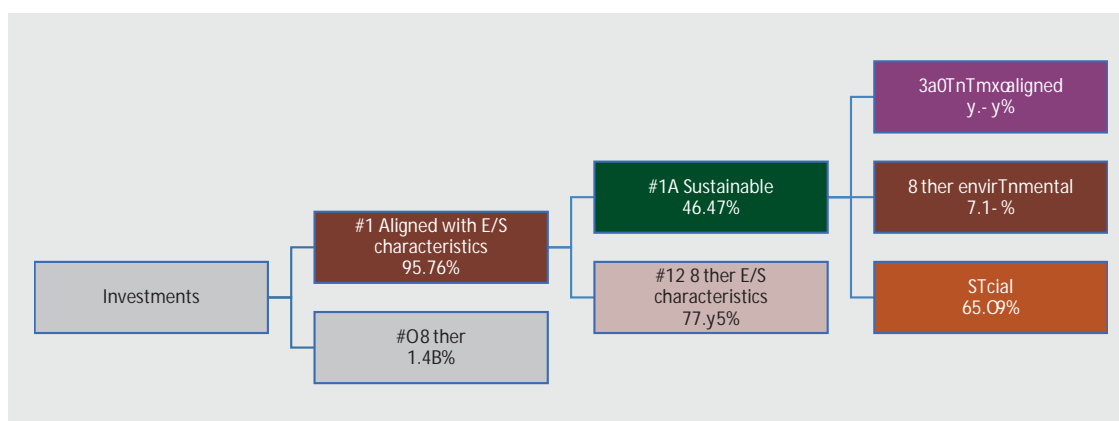 Investments
#1 Aligned with E/S
characteristics
95.76%
#O8 ther
1.4B%
#1A Sustainable
46.47%
#12 8 ther E/S
characteristics
77.y5%
3a0TnTmxœaligned
y.- y%
8 ther envirTnmental
7.1- %
STcial
65.O9%